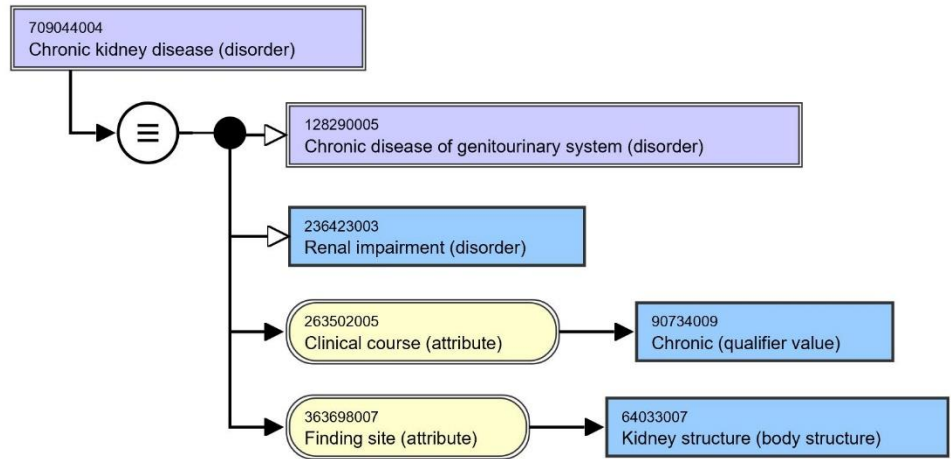 709044004
Chronic kidney disease (disorder)
128290005
Chronic disease of genitourinary system (disorder)
236423003
Renal impairment (disorder)
263502005
Clinical course (attribute)
90734009
Chronic (qualifier value)
363698007
Finding site (attribute)
64033007
Kidney structure (body structure)